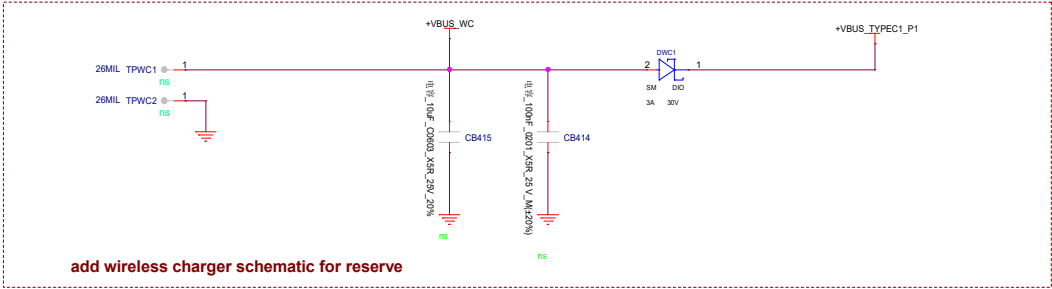 +VBUS_WC
+VBUS_TYPEC1_P1
DWC1
26MIL TPWC1 1
ns
2 1
SM DIO
3A 30V
26MIL TPWC2 1
ns
电容_10uF_C0603_X5R_25V_20%
CB415
电容_100nF_0201_X5R_25 V_M(±20%)
CB414
ns
ns
add wireless charger schematic for reserve